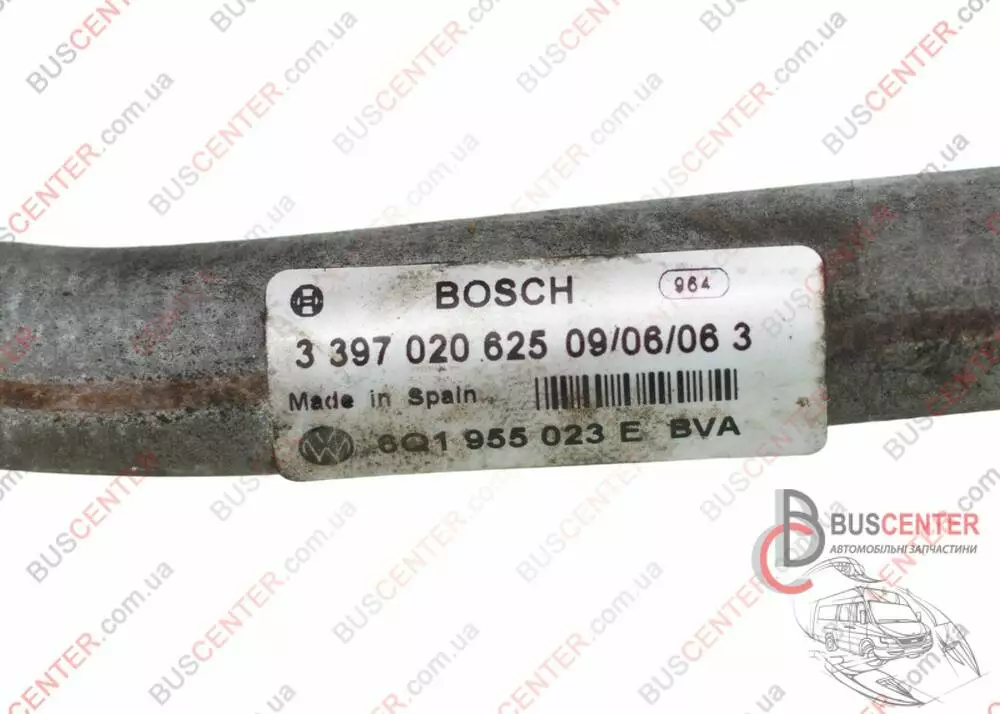 BOSCH 964
3 397 020 625 09/06/06 3
Made in Spain
6Q1 955 023 E BVA
BUSCENTER
АВТОМОБІЛЬНІ ЗАПЧАСТИНИ
BUSCENTER.com.ua